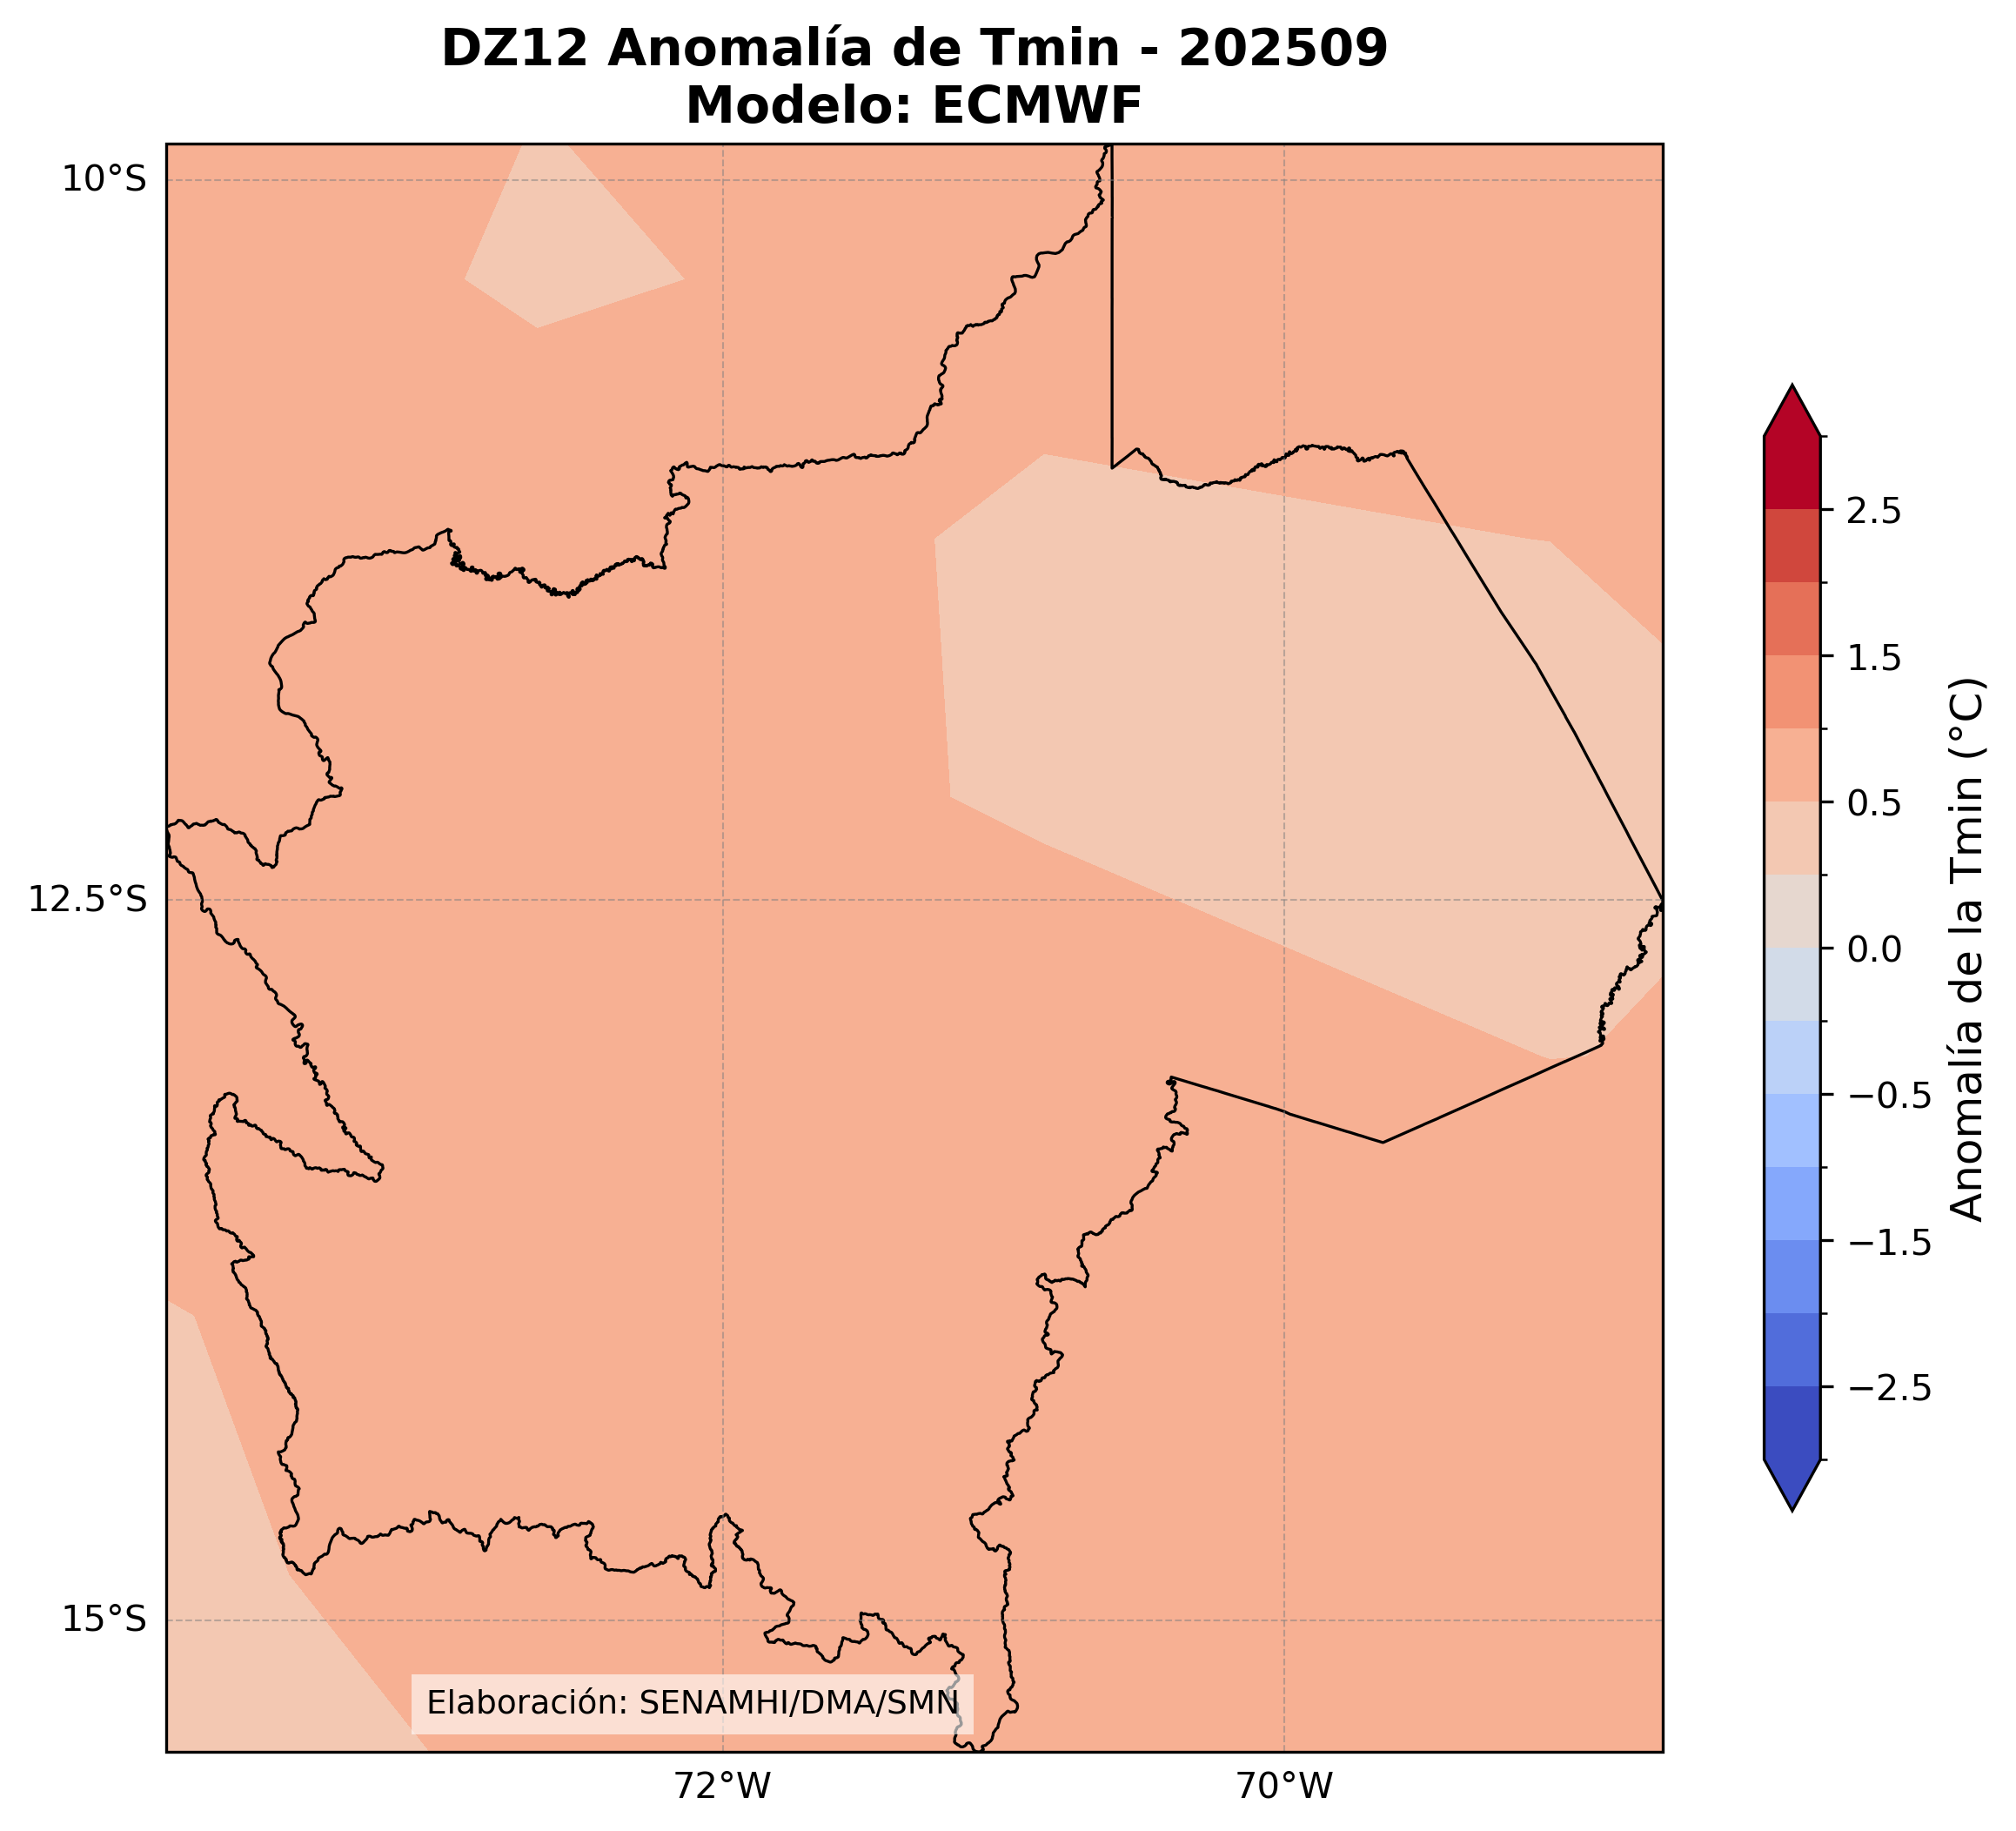 DZ12 Anomalía de Tmin - 202509
Modelo: ECMWF
10°S
12.5°S
15°S
72°W
70°W
Elaboración: SENAMHI/DMA/SMN
2.5
1.5
0.5
0.0
−0.5
−1.5
−2.5
Anomalía de la Tmin (°C)